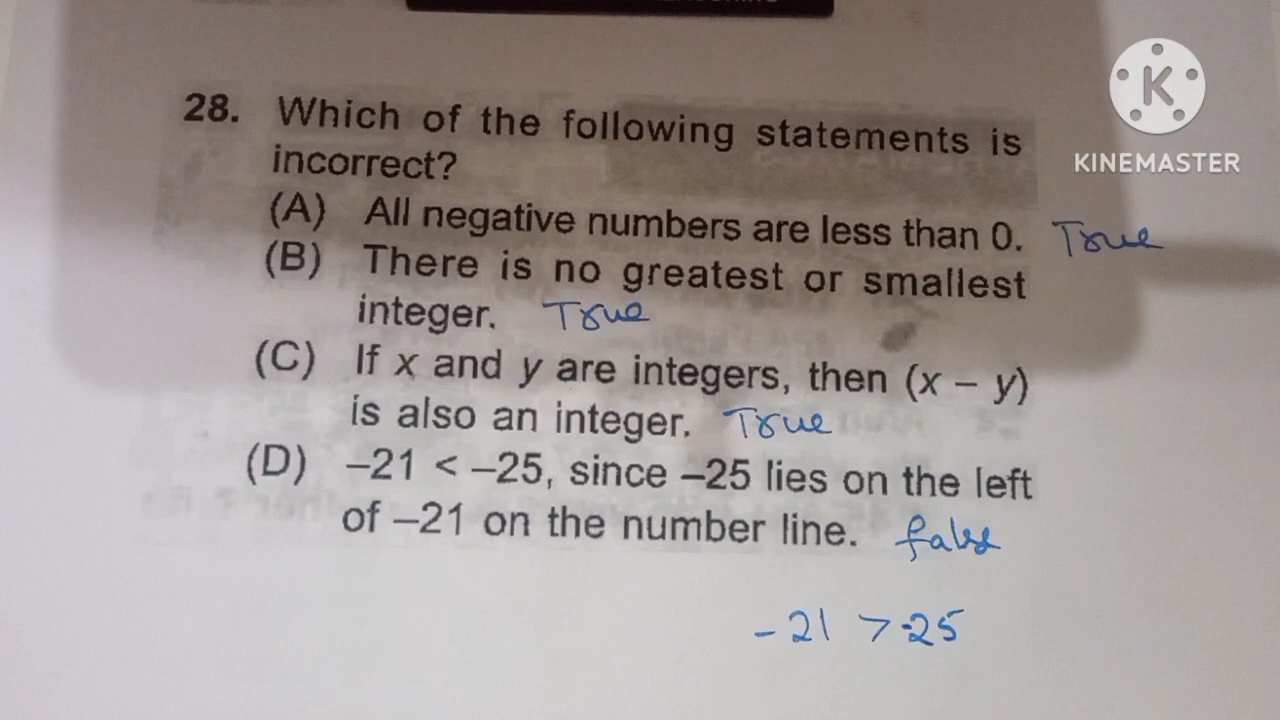 28. Which of the following statements is
incorrect?
(A) All negative numbers are less than 0. True
(B) There is no greatest or smallest
integer. True
(C) If x and y are integers, then (x – y)
is also an integer. True
(D) –21 < –25, since –25 lies on the left
of –21 on the number line. false
-21 > -25
KINEMASTER